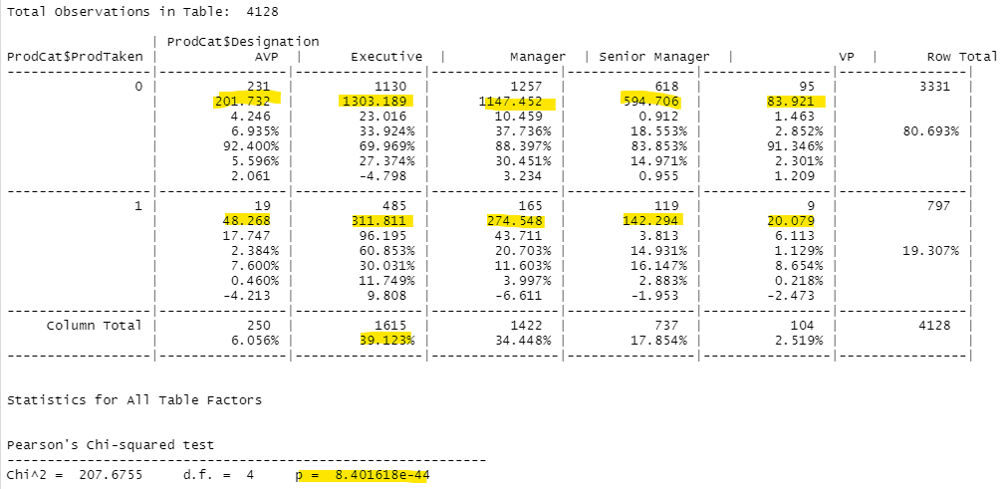 Total Observations in Table:  4128
                  | ProdCat$Designation
ProdCat$ProdTaken |            AVP |      Executive |        Manager | Senior Manager |             VP |      Row Total |
------------------|----------------|----------------|----------------|----------------|----------------|----------------|
                0 |            231 |           1130 |           1257 |            618 |             95 |           3331 |
                  |        201.732 |       1303.189 |       1147.452 |        594.706 |         83.921 |                |
                  |          4.246 |         23.016 |         10.459 |          0.912 |          1.463 |                |
                  |         6.935% |        33.924% |        37.736% |        18.553% |         2.852% |        80.693% |
                  |        92.400% |        69.969% |        88.397% |        83.853% |        91.346% |                |
                  |         5.596% |        27.374% |        30.451% |        14.971% |         2.301% |                |
                  |          2.061 |         -4.798 |          3.234 |          0.955 |          1.209 |                |
------------------|----------------|----------------|----------------|----------------|----------------|----------------|
                1 |             19 |            485 |            165 |            119 |              9 |            797 |
                  |         48.268 |        311.811 |        274.548 |        142.294 |         20.079 |                |
                  |         17.747 |         96.195 |         43.711 |          3.813 |          6.113 |                |
                  |         2.384% |        60.853% |        20.703% |        14.931% |         1.129% |        19.307% |
                  |         7.600% |        30.031% |        11.603% |        16.147% |         8.654% |                |
                  |         0.460% |        11.749% |         3.997% |         2.883% |         0.218% |                |
                  |         -4.213 |          9.808 |         -6.611 |         -1.953 |         -2.473 |                |
------------------|----------------|----------------|----------------|----------------|----------------|----------------|
     Column Total |            250 |           1615 |           1422 |            737 |            104 |           4128 |
                  |         6.056% |        39.123% |        34.448% |        17.854% |         2.519% |                |
------------------|----------------|----------------|----------------|----------------|----------------|----------------|
Statistics for All Table Factors
Pearson's Chi-squared test
------------------------------------------------------------
Chi^2 =  207.6755     d.f. =  4     p =  8.401618e-44